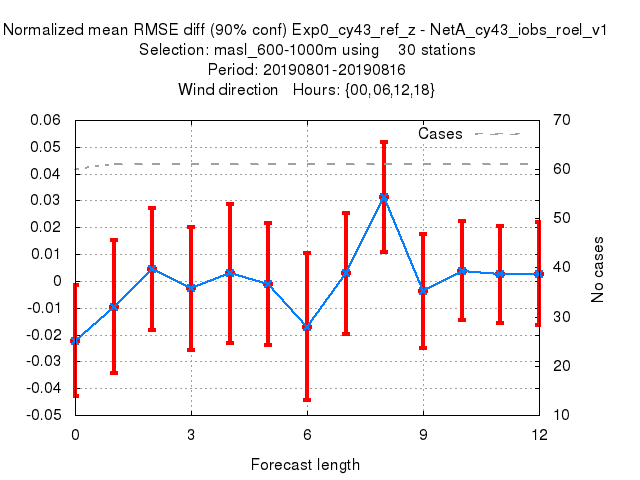 Normalized mean RMSE diff (90% conf) Exp0_cy43_ref_z - NetA_cy43_iobs_roel_v1
Selection: masl_600-1000m using 30 stations
Period: 20190801-20190816
Wind direction Hours: {00,06,12,18}
0.06 70
Cases
0.05
0.04 60
0.03
0.02 50
0.01
0 40
-0.01
30
-0.02
-0.03 20
-0.04
-0.05 10
No cases
0 3 6 9 12
Forecast length